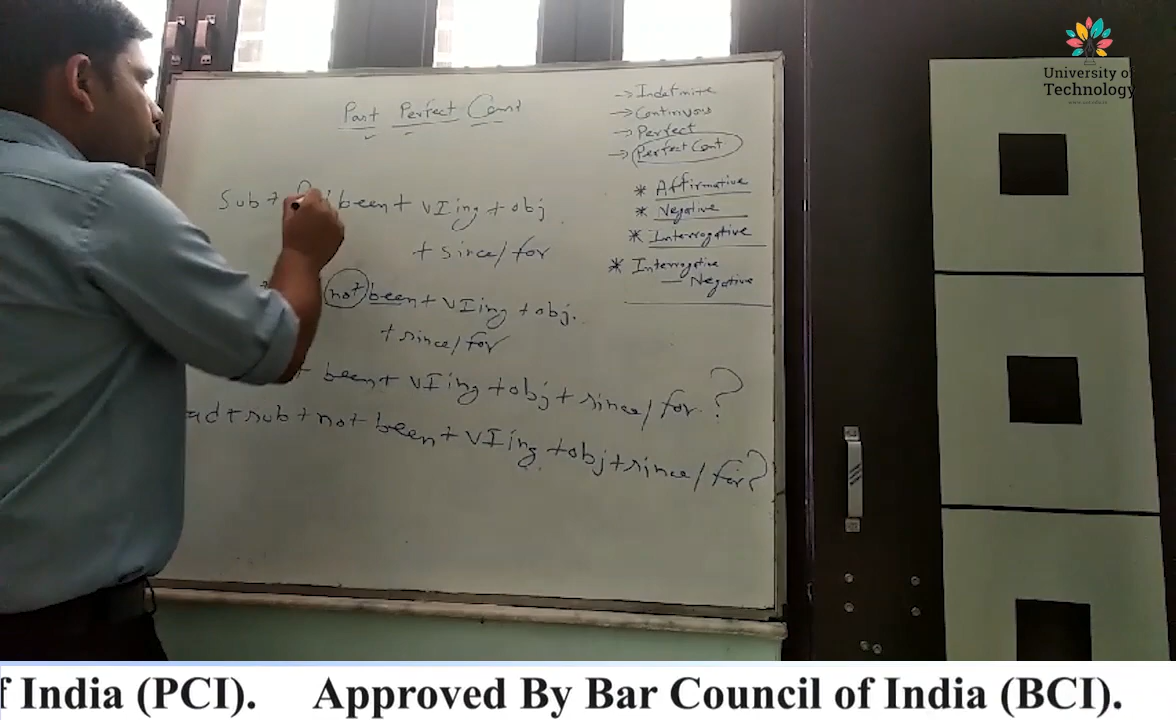 Past Perfect Cont
Sub + been + VIing + obj
+ since/for
not been + VIing + obj.
+ since/for
been + VIing + obj + since/for ?
+ sub + not been + VIing + obj + since/for?
→ Indefinite
→ Continuous
→ Perfect
→ Perfect Cont
* Affirmative
* Negative
* Interrogative
* Interrogative
— Negative
University of
Technology
India (PCI). Approved By Bar Council of India (BCI).